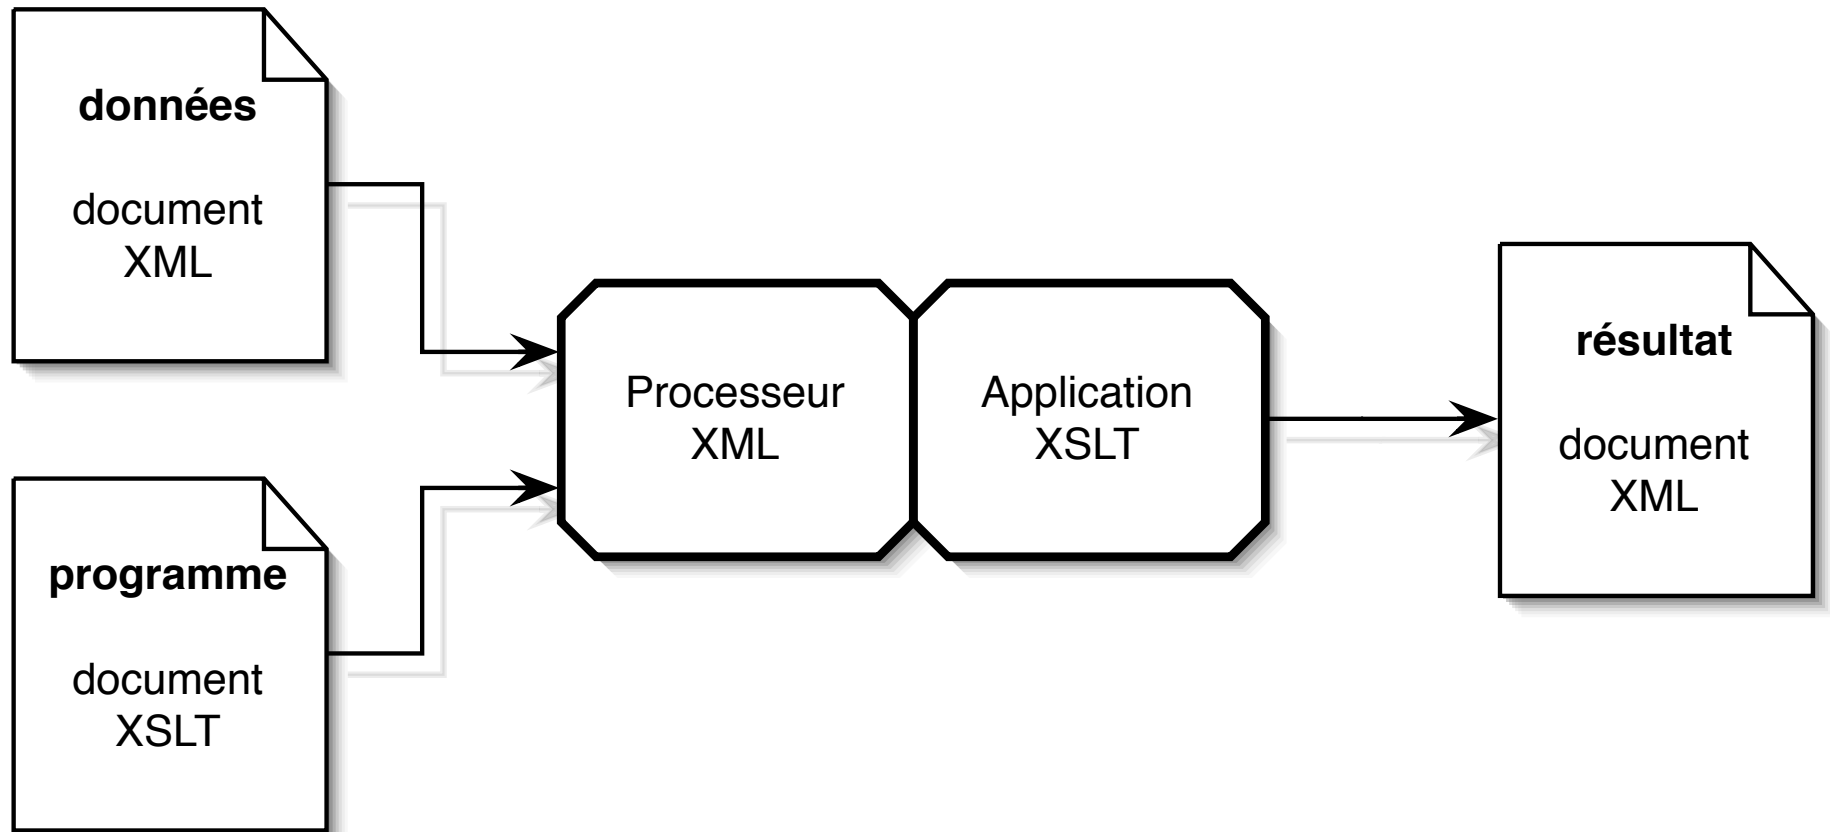 données
document
XML
programme
document
XSLT
Processeur
XML
Application
XSLT
résultat
document
XML